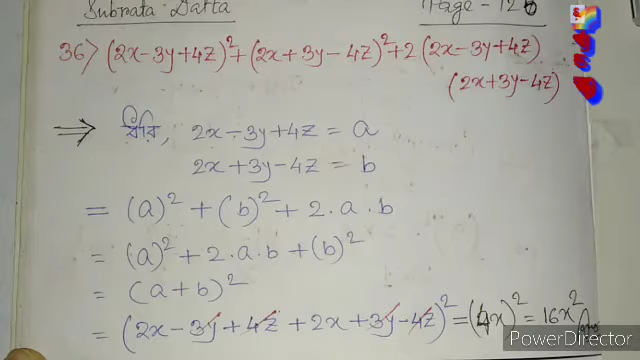 Subrata Datta Page - 126
36> (2x-3y+4z)²+(2x+3y-4z)²+2(2x-3y+4z)
(2x+3y-4z)
⇒ ধরি, 2x-3y+4z = a
2x+3y-4z = b
= (a)² + (b)² + 2.a.b
= (a)² + 2.a.b + (b)²
= (a+b)²
= (2x-3y+4z+2x+3y-4z)² = (4x)² = 16x² Ans
PowerDirector